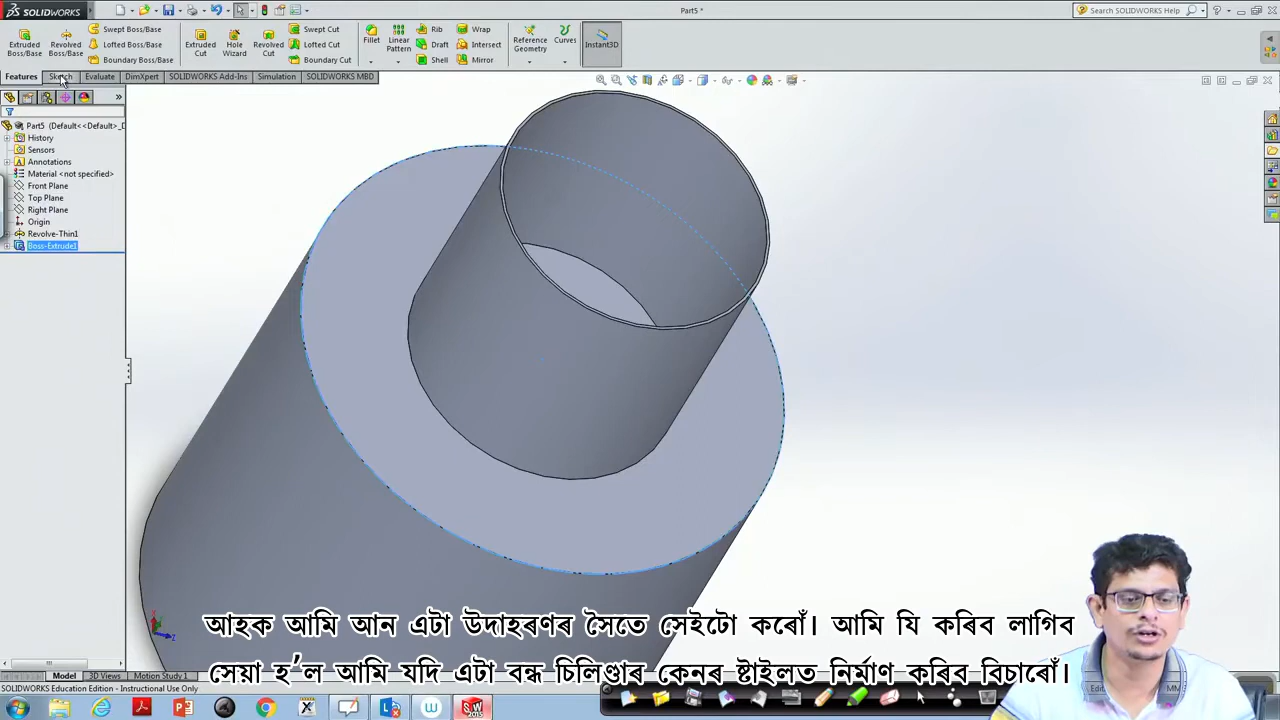 SOLIDWORKS
Part5 *
Search SOLIDWORKS Help
Extruded Boss/Base
Revolved Boss/Base
Swept Boss/Base
Lofted Boss/Base
Boundary Boss/Base
Extruded Cut
Hole Wizard
Revolved Cut
Swept Cut
Lofted Cut
Boundary Cut
Fillet
Linear Pattern
Rib
Draft
Shell
Wrap
Intersect
Mirror
Reference Geometry
Curves
Instant3D
Features
Sketch
Evaluate
DimXpert
SOLIDWORKS Add-Ins
Simulation
SOLIDWORKS MBD
Part5 (Default<<Default>_D
History
Sensors
Annotations
Material <not specified>
Front Plane
Top Plane
Right Plane
Origin
Revolve-Thin1
Boss-Extrude1
আহক আমি আন এটা উদাহৰণৰ সৈতে সেইটো কৰোঁ। আমি যি কৰিব লাগিব
সেয়া হ’ল আমি যদি এটা বন্ধ চিলিণ্ডাৰ কেনৰ ষ্টাইলত নিৰ্মাণ কৰিব বিচাৰোঁ।
Model
3D Views
Motion Study 1
SOLIDWORKS Education Edition - Instructional Use Only